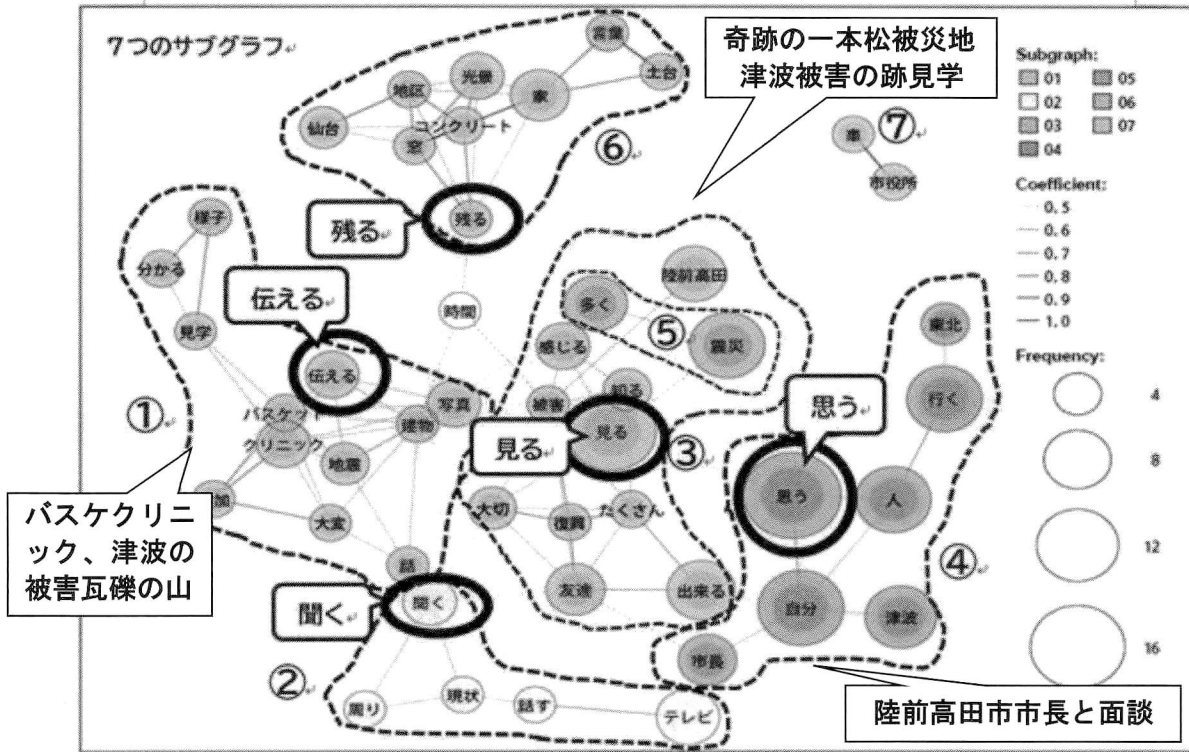 7つのサブグラフ
奇跡の一本松被災地
津波被害の跡見学
Subgraph:
01
05
02
06
03
07
04
Coefficient:
0.5
0.6
0.7
0.8
0.9
1.0
Frequency:
4
8
12
16
言葉
土台
光景
地区
家
仙台
コンクリート
窓
⑥
残る
残る
車
⑦
市役所
様子
分かる
見学
伝える
伝える
時間
陸前高田
多く
⑤
震災
感じる
知る
被害
見る
見る
③
①
バスケット
クリニック
写真
建物
地震
大変
加
話
バスケクリニ
ック、津波の
被害瓦礫の山
大切
復興
たくさん
友達
出来る
思う
思う
東北
行く
人
④
自分
津波
市長
聞く
聞く
②
周り
現状
話す
テレビ
陸前高田市市長と面談